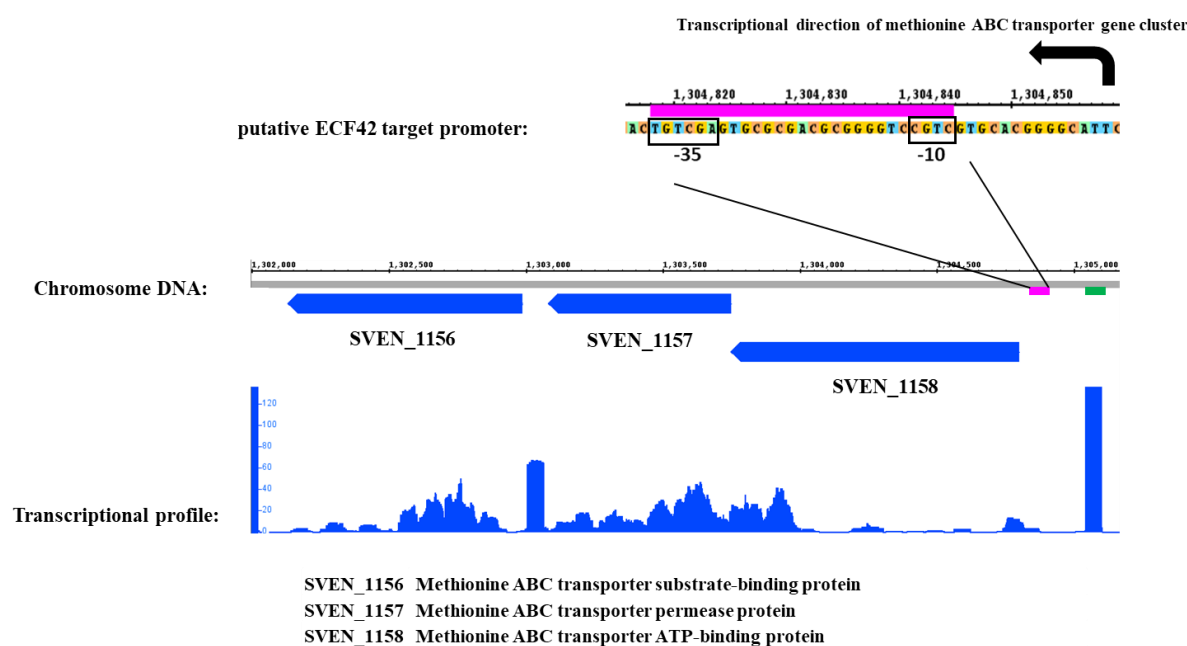 Transcriptional direction of methionine ABC transporter gene cluster
1,304,820 1,304,830 1,304,840 1,304,850
putative ECF42 target promoter:
ACTGTCGAGTGCGCGACGCGGGGTCCGTCGTGCACGGGGCATTC
-35 -10
1,302,000 1,302,500 1,303,000 1,303,500 1,304,000 1,304,500 1,305,000
Chromosome DNA:
SVEN_1156 SVEN_1157
SVEN_1158
120
100
80
60
40
20
0
Transcriptional profile:
SVEN_1156 Methionine ABC transporter substrate-binding protein
SVEN_1157 Methionine ABC transporter permease protein
SVEN_1158 Methionine ABC transporter ATP-binding protein